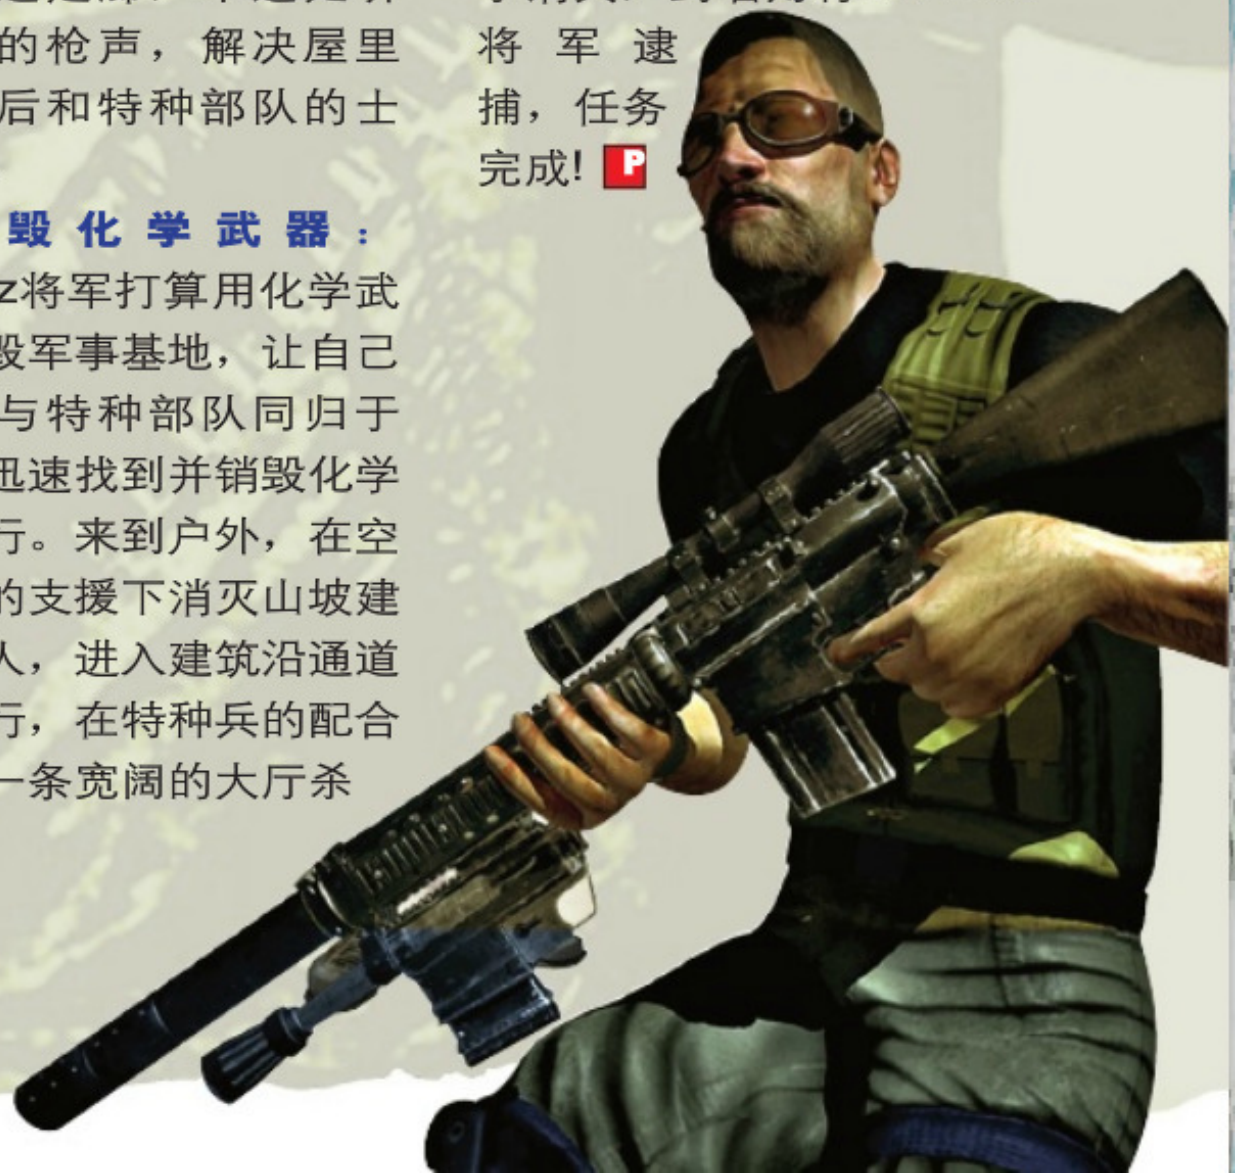 的枪声，解决屋里
后和特种部队的士
毁化学武器：
z将军打算用化学武
毁军事基地，让自己
与特种部队同归于
迅速找到并销毁化学
行。来到户外，在空
的支援下消灭山坡建
人，进入建筑沿通道
行，在特种兵的配合
一条宽阔的大厅杀
将军逮
捕，任务
完成! P